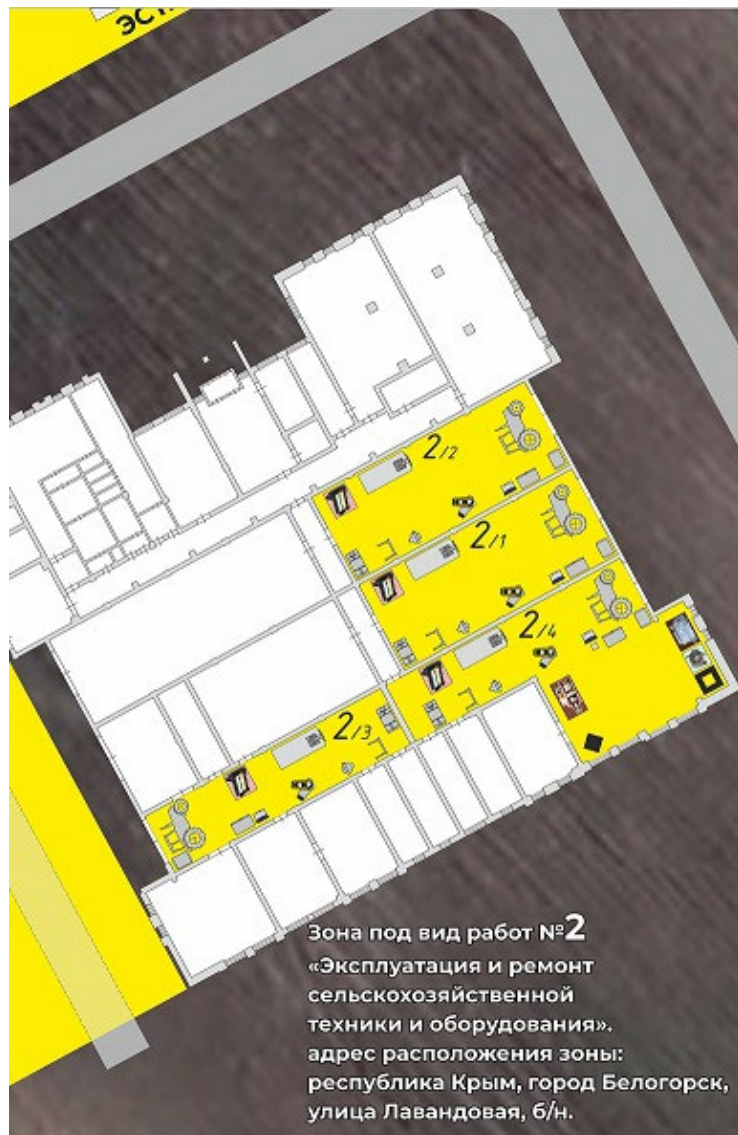 ЭСТ
2/2
2/1
2/4
2/3
Зона под вид работ №2
«Эксплуатация и ремонт
сельскохозяйственной
техники и оборудования».
адрес расположения зоны:
республика Крым, город Белогорск,
улица Лавандовая, б/н.